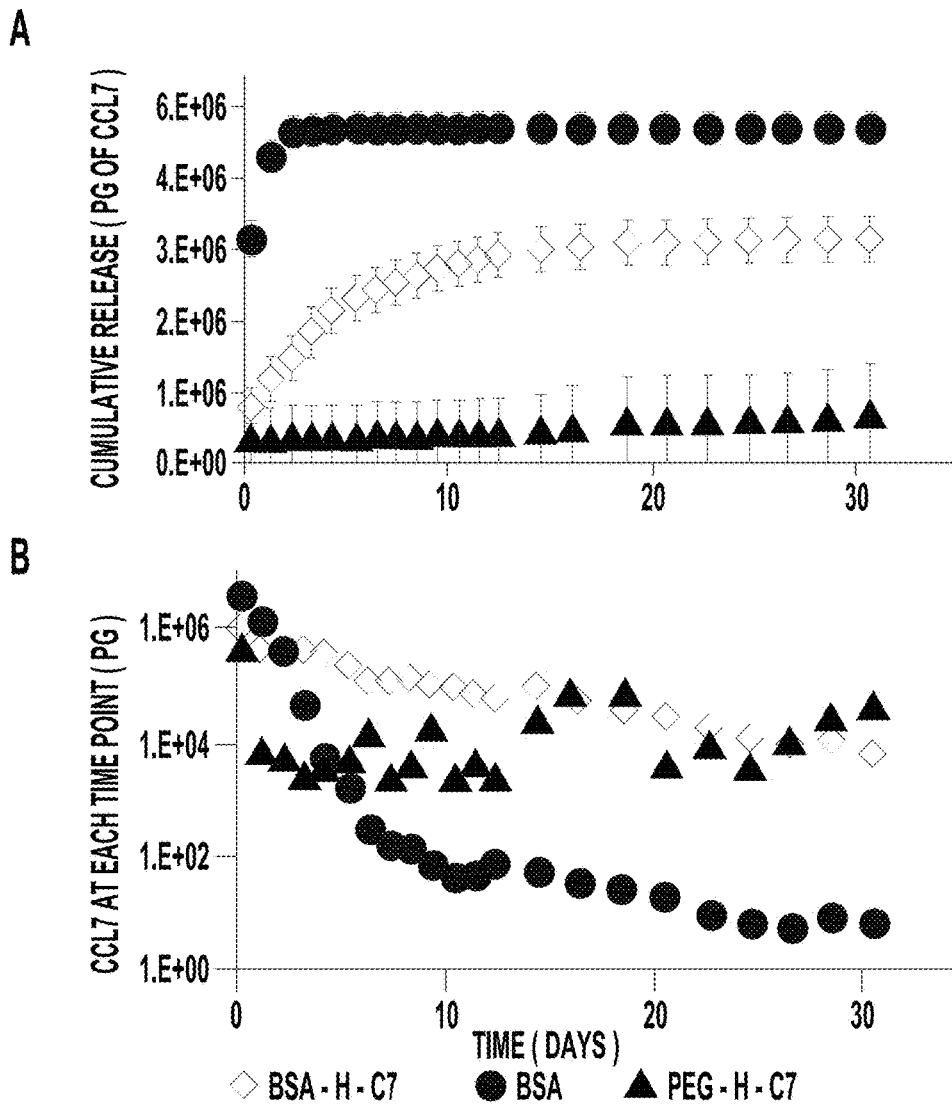 A
CUMULATIVE RELEASE ( PG OF CCL7)
6.E+06
4.E+06
3.E+06
2.E+06
1.E+06
0.E+00
0
10
20
30
B
CCL7 AT EACH TIME POINT ( PG )
1.E+06
1.E+04
1.E+02
1.E+00
0
10
20
30
TIME ( DAYS )
BSA - H - C7
BSA
PEG - H - C7